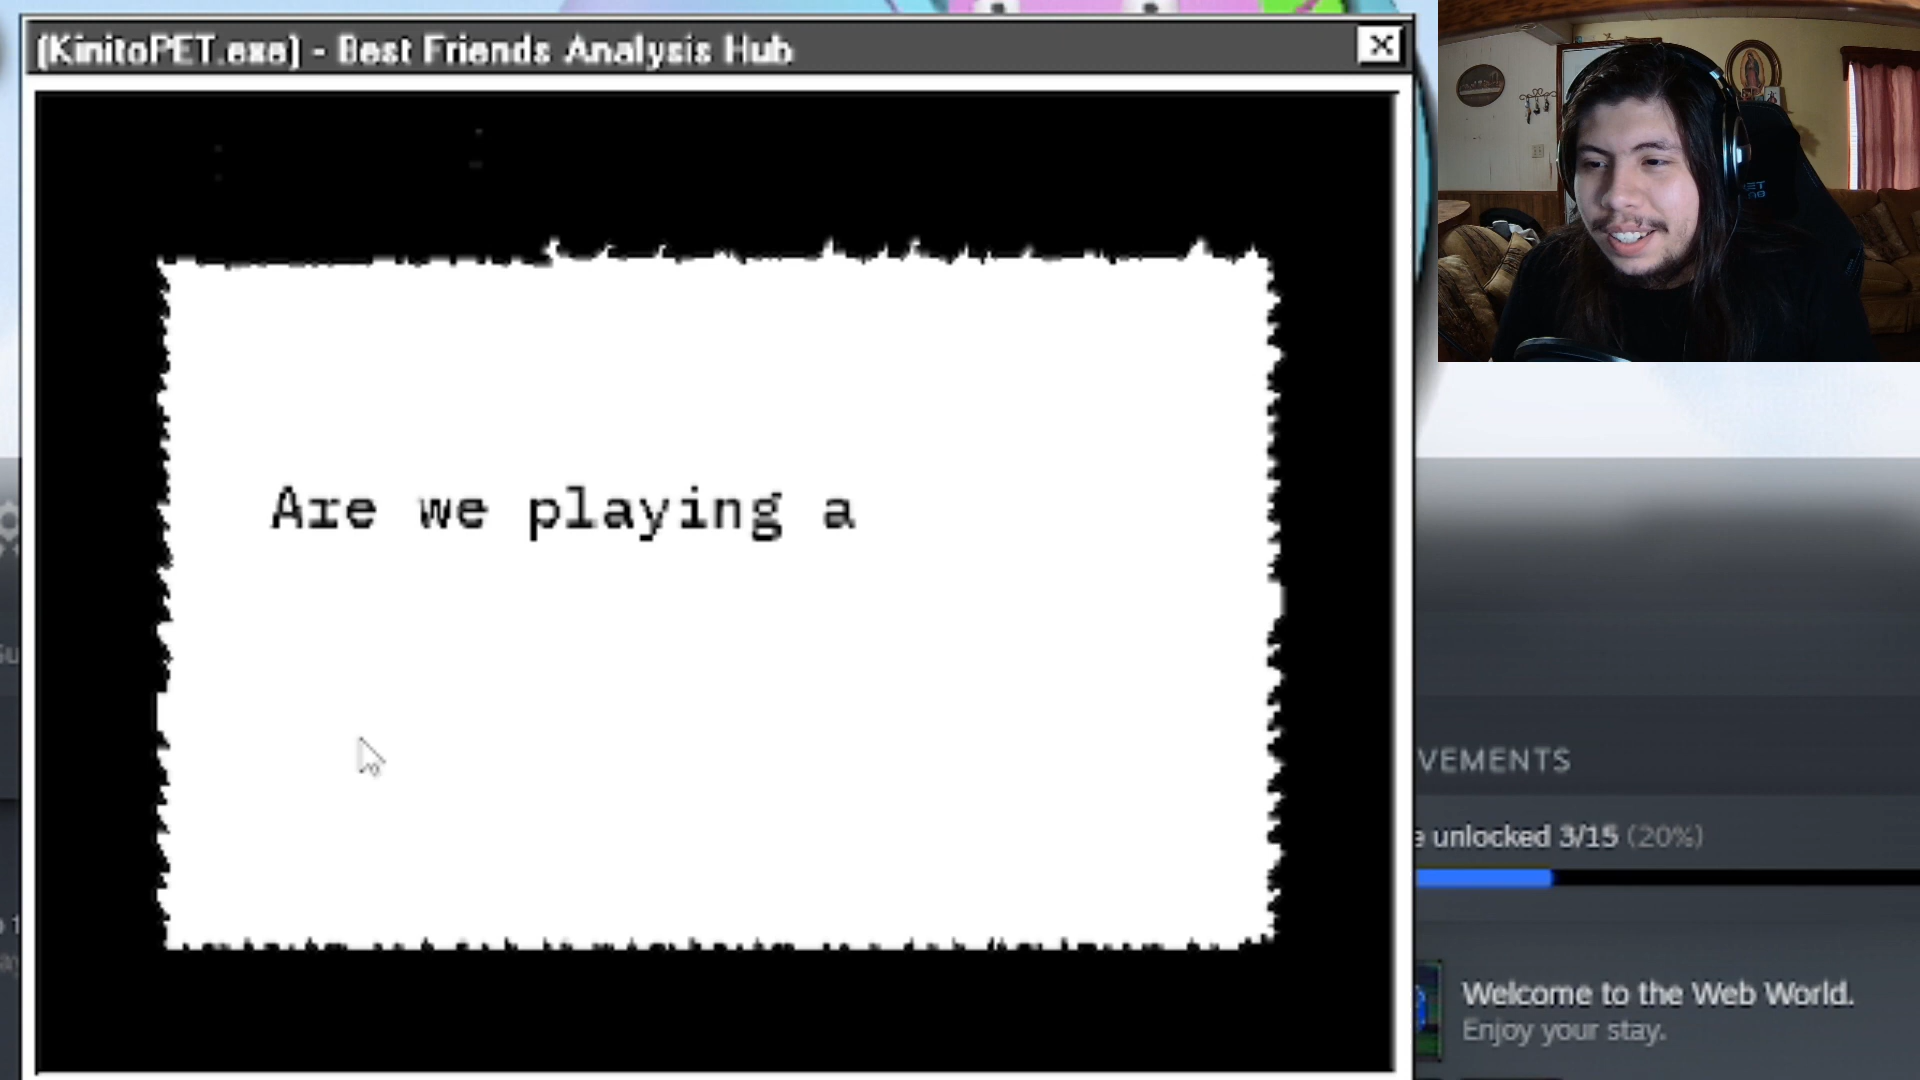 (KinitoPET.exe) - Best Friends Analysis Hub
Are we playing a
VEMENTS
unlocked 3/15 (20%)
Welcome to the Web World.
Enjoy your stay.